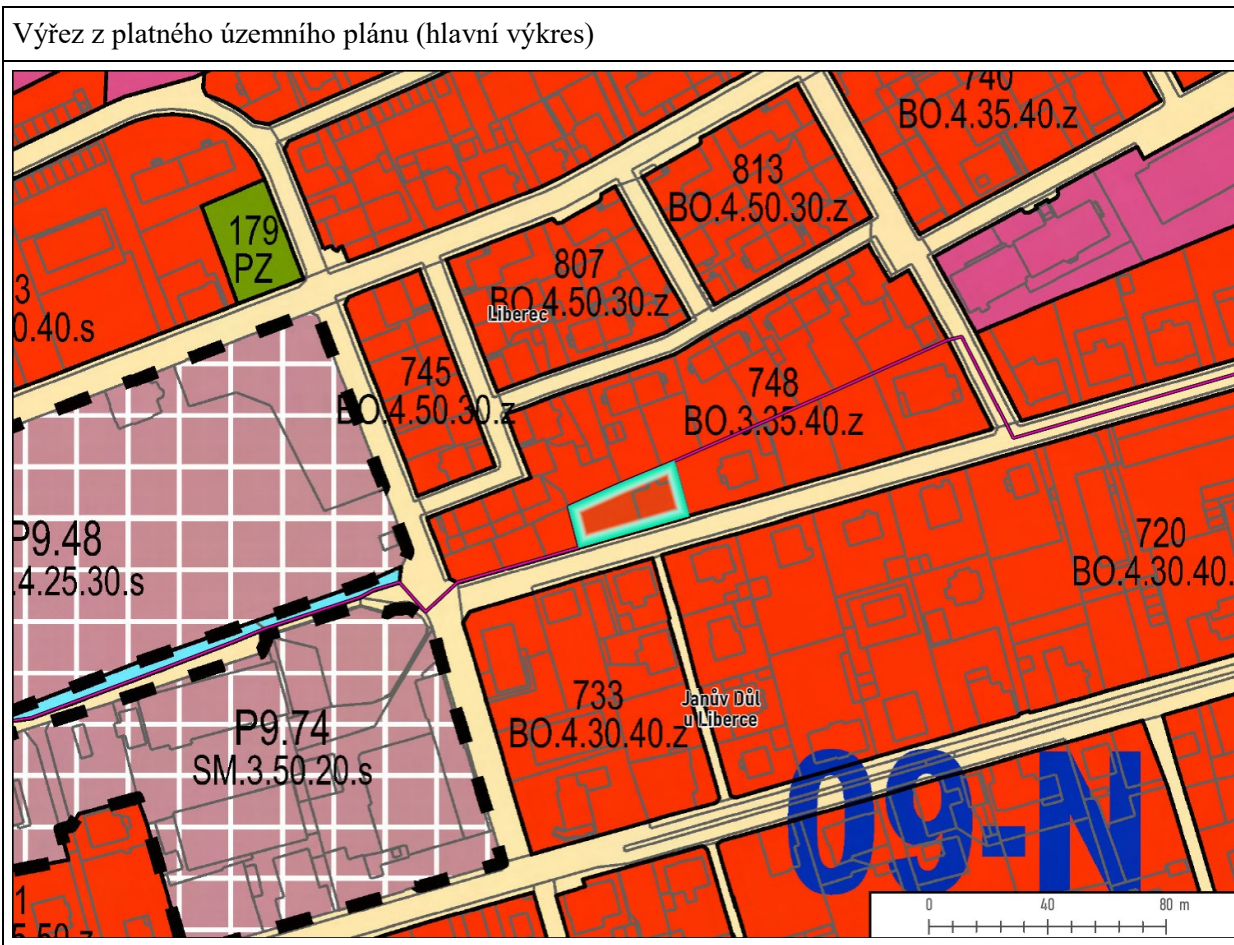 Výřez z platného územního plánu (hlavní výkres)
740
BO.4.35.40.z
813
BO.4.50.30.z
179
PZ
807
BO.4.50.30.z
Liberec
3
0.40.s
745
BO.4.50.30.z
748
BO.3.35.40.z
P9.48
.4.25.30.s
720
BO.4.30.40.
733
BO.4.30.40.z
Janův Důl
u Liberce
P9.74
SM.3.50.20.s
09-N
1
5.50.z
0 40 80 m